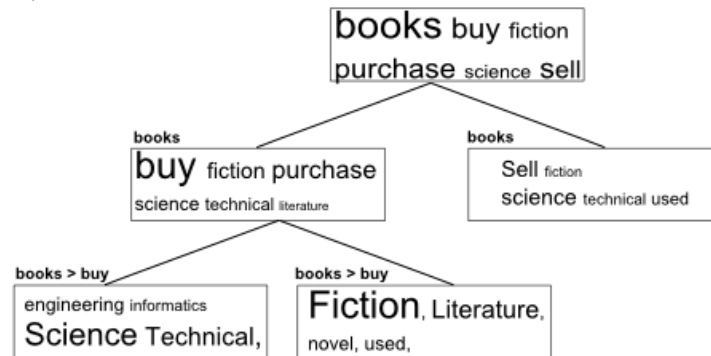 books buy fiction
purchase science sell
books
buy fiction purchase
science technical literature
books
Sell fiction
science technical used
books > buy
engineering informatics
Science Technical,
books > buy
Fiction, Literature,
novel, used,